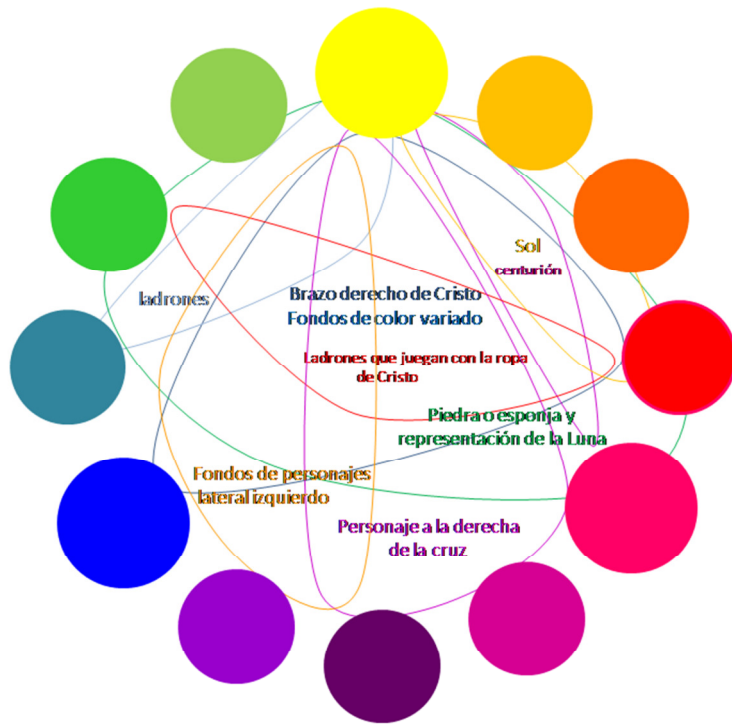 Sol
centurión
ladrones
Brazo derecho de Cristo
Fondos de color variado
Ladrones que juegan con la ropa
de Cristo
Piedra o esponja y
representación de la Luna
Fondos de personajes
lateral izquierdo
Personaje a la derecha
de la cruz